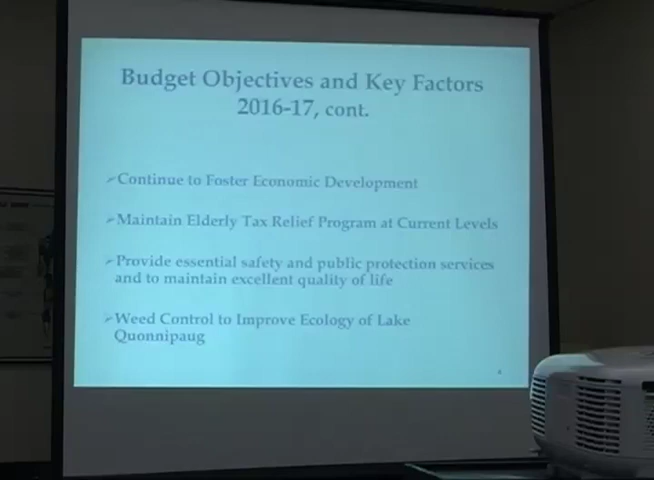 Budget Objectives and Key Factors
2016-17, cont.
➢Continue to Foster Economic Development
➢Maintain Elderly Tax Relief Program at Current Levels
➢Provide essential safety and public protection services
and to maintain excellent quality of life
➢Weed Control to Improve Ecology of Lake
Quonnipaug